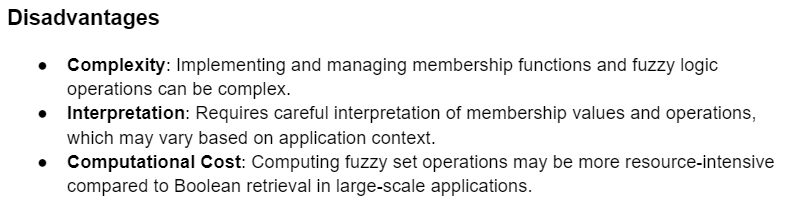 Disadvantages
● Complexity: Implementing and managing membership functions and fuzzy logic
operations can be complex.
● Interpretation: Requires careful interpretation of membership values and operations,
which may vary based on application context.
● Computational Cost: Computing fuzzy set operations may be more resource-intensive
compared to Boolean retrieval in large-scale applications.